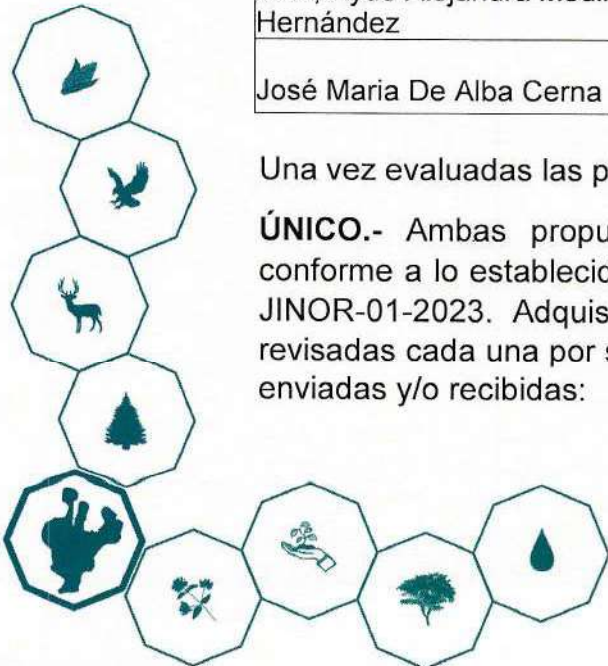 Alejandra
Hernández
José Maria De Alba Cerna
Una vez evaluadas las p
ÚNICO.- Ambas propu
conforme a lo establecid
JINOR-01-2023. Adquis
revisadas cada una por s
enviadas y/o recibidas: